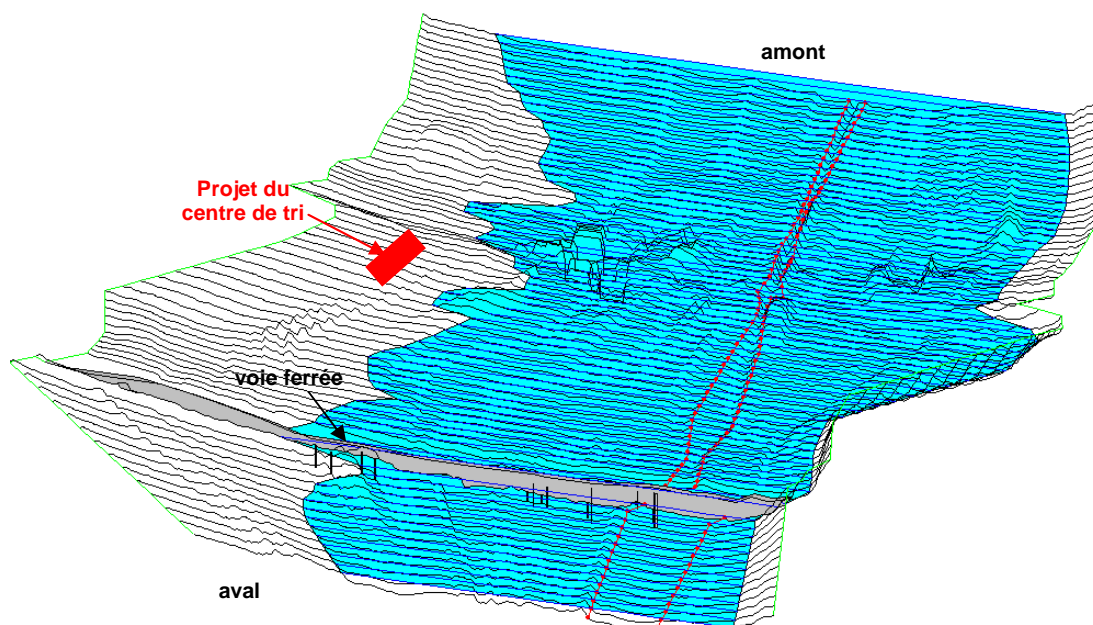 amont
Projet du
centre de tri
voie ferrée
aval